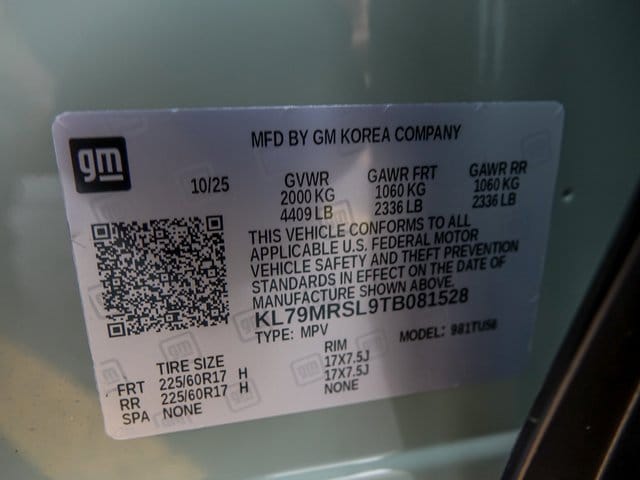 gm
MFD BY GM KOREA COMPANY
10/25
GVWR GAWR FRT GAWR RR
2000 KG 1060 KG 1060 KG
4409 LB 2336 LB 2336 LB
THIS VEHICLE CONFORMS TO ALL
APPLICABLE U.S. FEDERAL MOTOR
VEHICLE SAFETY AND THEFT PREVENTION
STANDARDS IN EFFECT ON THE DATE OF
MANUFACTURE SHOWN ABOVE.
KL79MRSL9TB081528
TYPE: MPV MODEL: 981TU58
TIRE SIZE RIM
FRT 225/60R17 H 17X7.5J
RR 225/60R17 H 17X7.5J
SPA NONE NONE